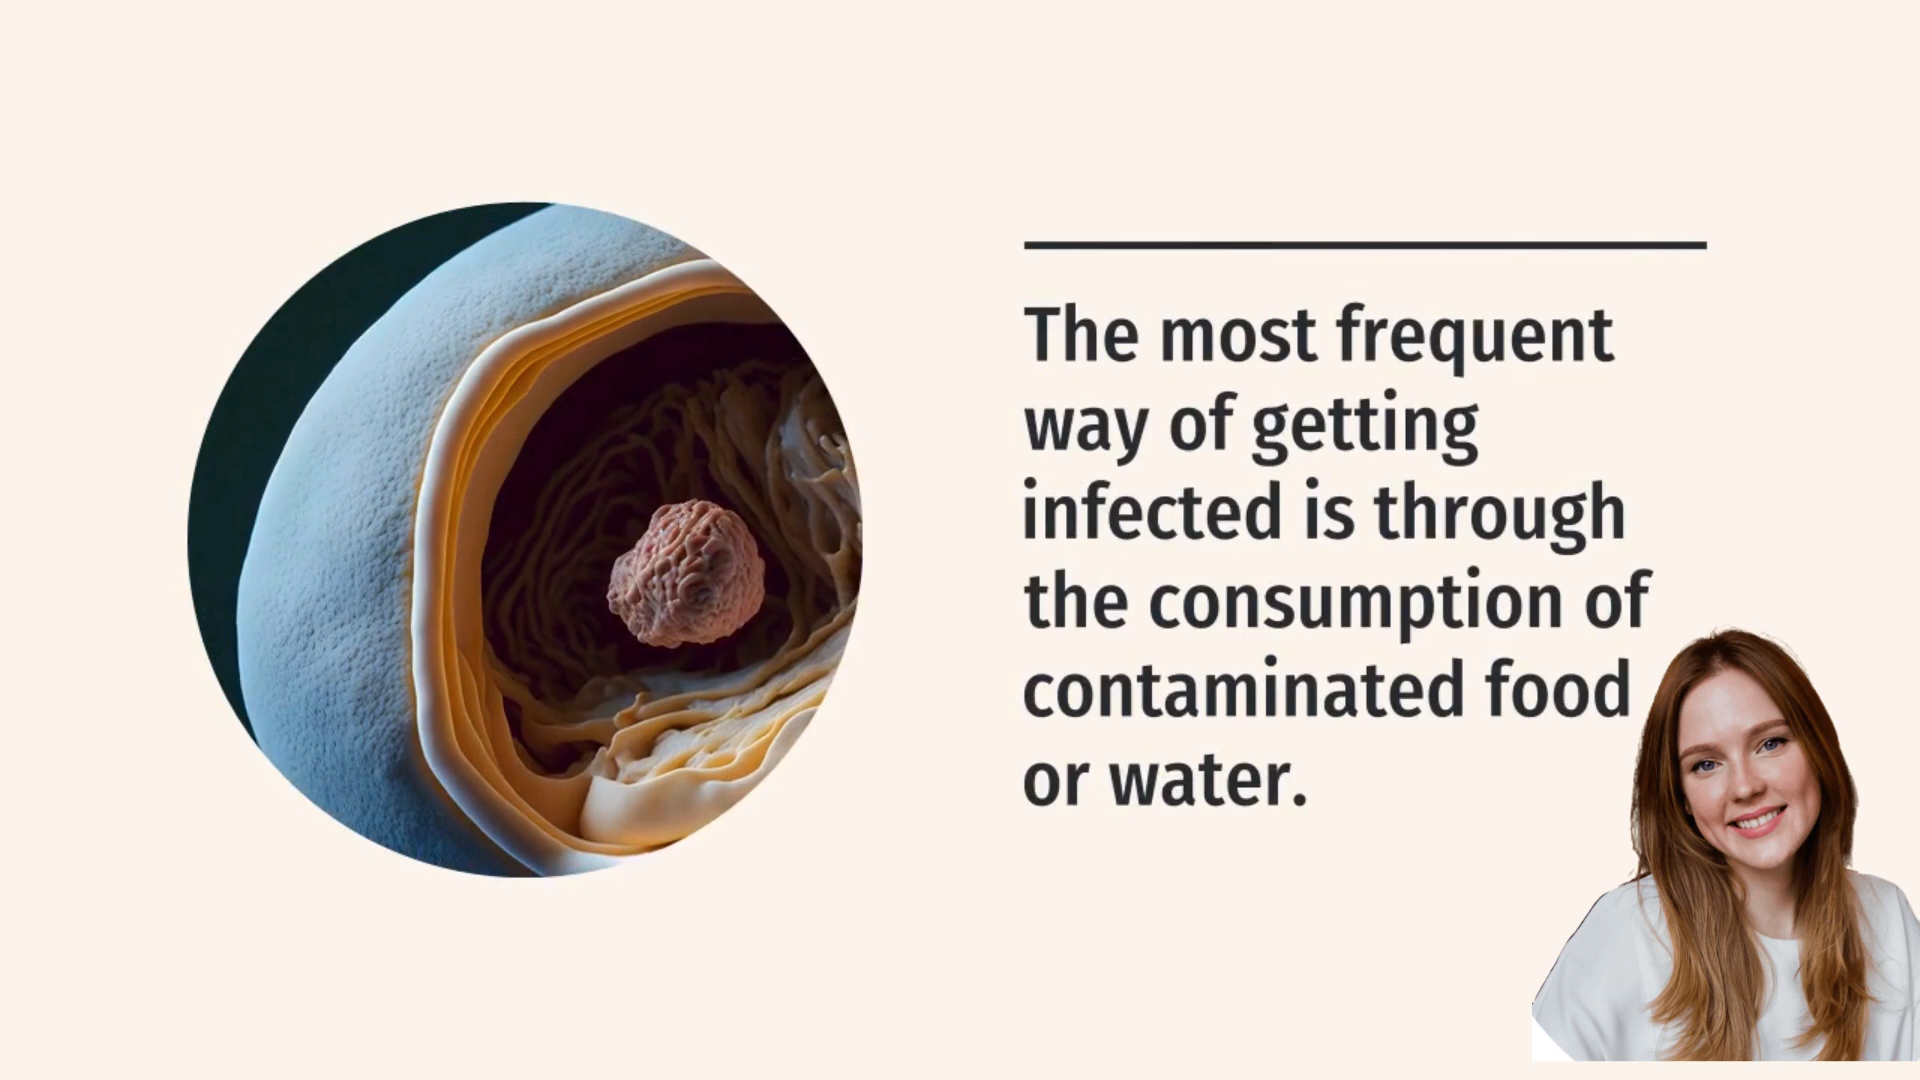 The most frequent
way of getting
infected is through
the consumption of
contaminated food
or water.